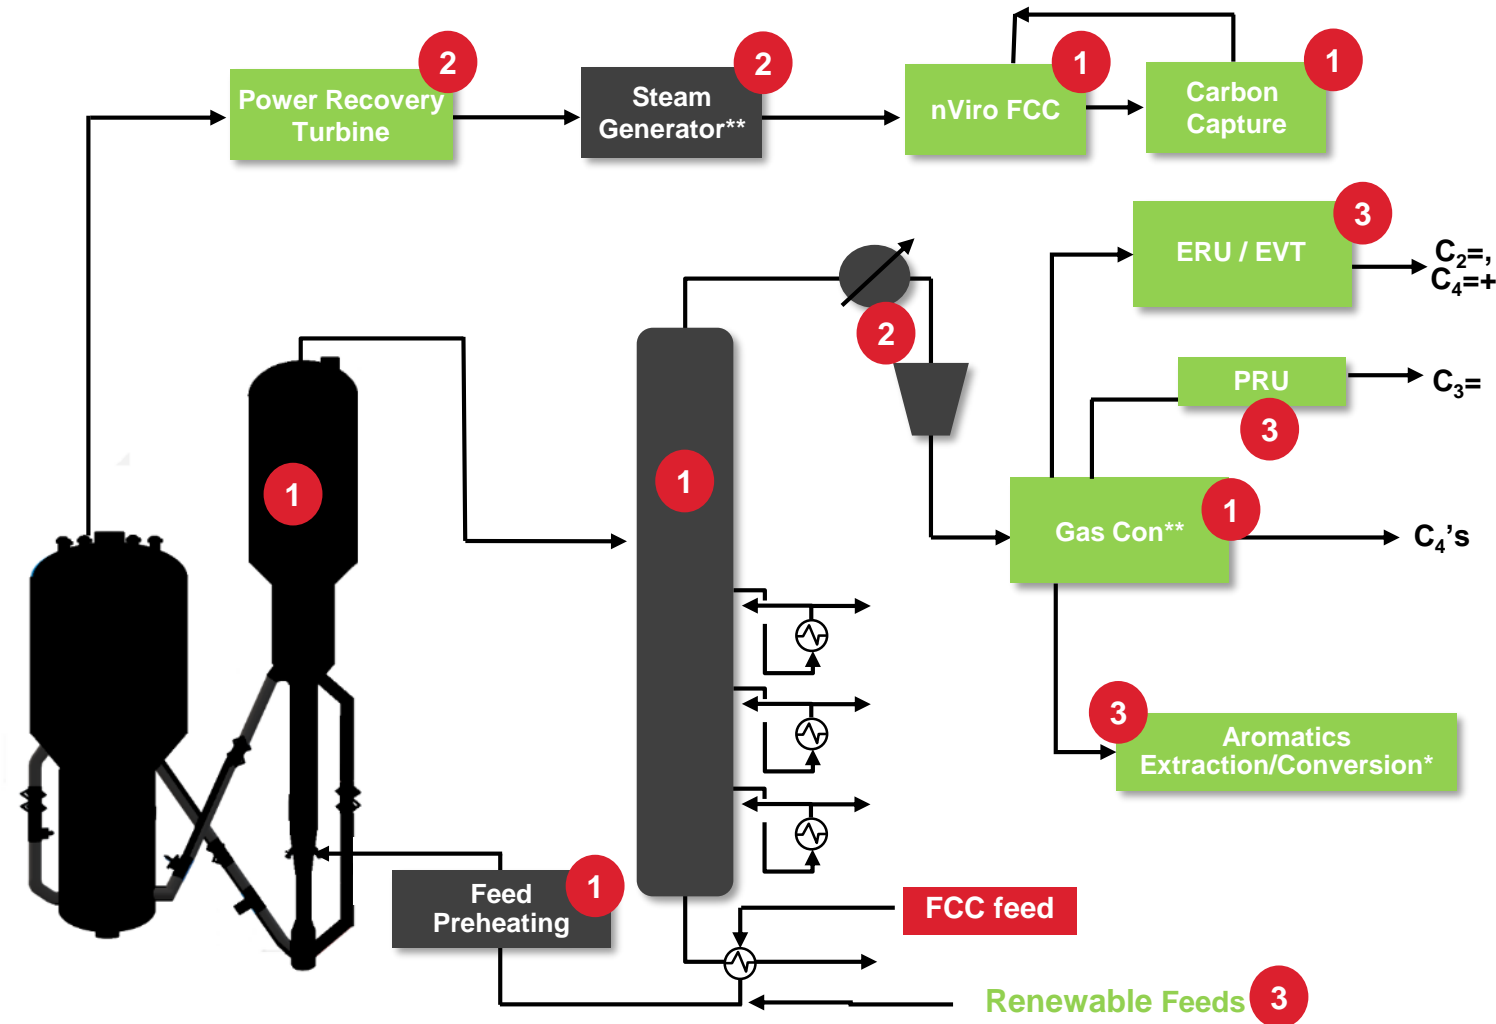 2
Power Recovery
Turbine
2
Steam
Generator**
1
nViro FCC
1
Carbon
Capture
3
ERU / EVT
C₂=,
C₄=+
2
PRU
3
C₃=
1
1
Gas Con**
1
C₄’s
3
Aromatics
Extraction/Conversion*
Feed
Preheating
1
FCC feed
Renewable Feeds
3